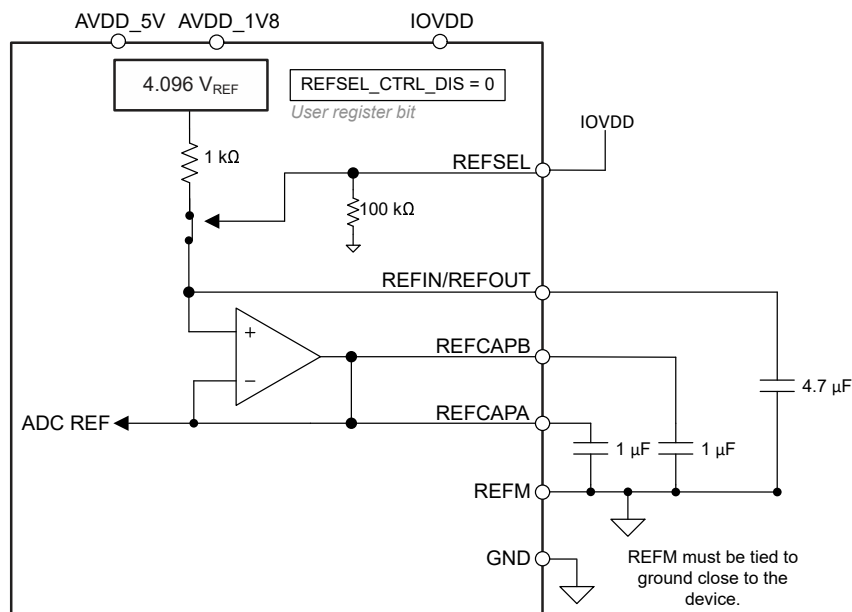 AVDD_5V AVDD_1V8 IOVDD
4.096 VREF
REFSEL_CTRL_DIS = 0
User register bit
IOVDD
1 kΩ
REFSEL
100 kΩ
REFIN/REFOUT
+
REFCAPB
−
4.7 µF
ADC REF
REFCAPA
1 µF
1 µF
REFM
GND
REFM must be tied to
ground close to the
device.